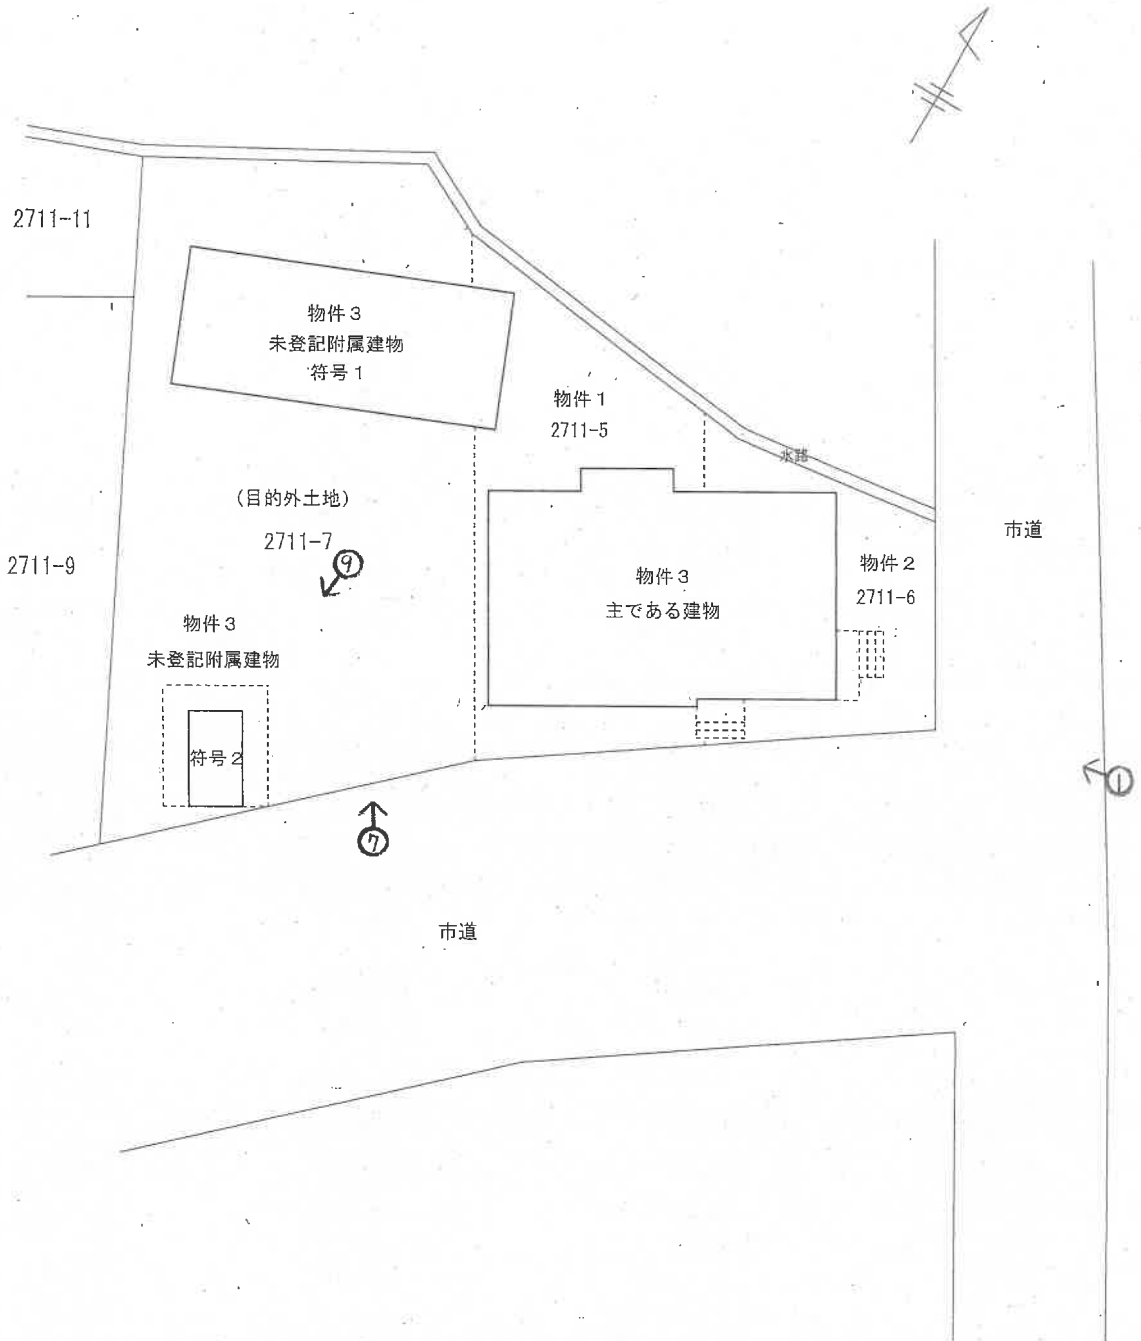 2711-11
物件3
未登記附属建物
符号1
物件1
2711-5
水路
(目的外土地)
2711-7
⑨
市道
2711-9
物件3
主である建物
物件2
2711-6
物件3
未登記附属建物
符号2
①
⑦
市道